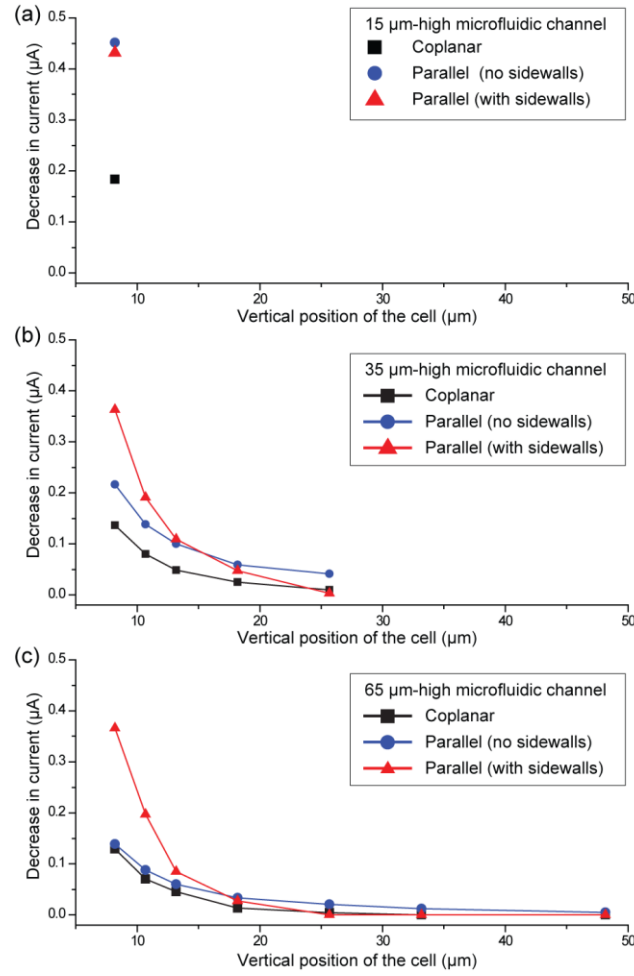 (a)
15 µm-high microfluidic channel
Coplanar
Parallel (no sidewalls)
Parallel (with sidewalls)
Decrease in current (µA)
0.5
0.4
0.3
0.2
0.1
0.0
10 20 30 40 50
Vertical position of the cell (µm)
(b)
35 µm-high microfluidic channel
Coplanar
Parallel (no sidewalls)
Parallel (with sidewalls)
Decrease in current (µA)
0.5
0.4
0.3
0.2
0.1
0.0
10 20 30 40 50
Vertical position of the cell (µm)
(c)
65 µm-high microfluidic channel
Coplanar
Parallel (no sidewalls)
Parallel (with sidewalls)
Decrease in current (µA)
0.5
0.4
0.3
0.2
0.1
0.0
10 20 30 40 50
Vertical position of the cell (µm)